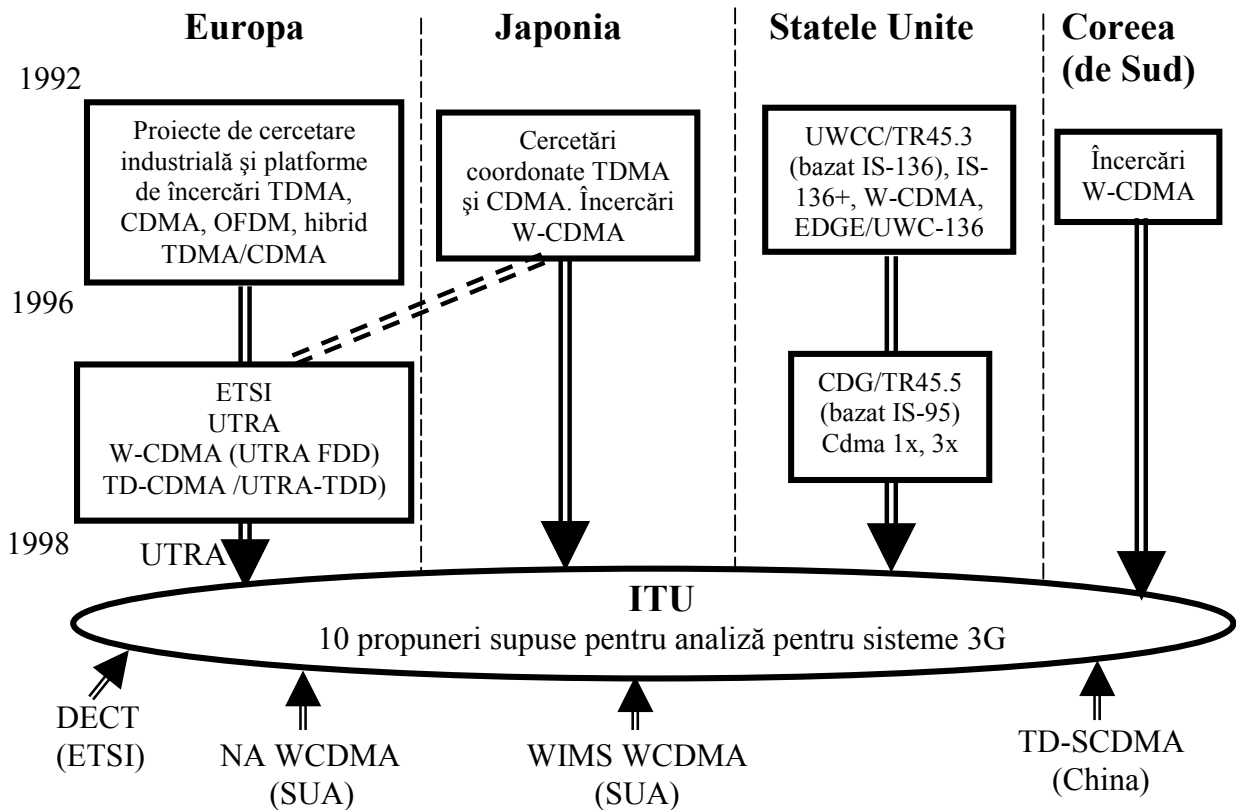 Europa
Japonia
Statele Unite
Coreea
(de Sud)
1992
Proiecte de cercetare
industrială şi platforme
de încercări TDMA,
CDMA, OFDM, hibrid
TDMA/CDMA
Cercetări
coordonate TDMA
şi CDMA. Încercări
W-CDMA
UWCC/TR45.3
(bazat IS-136), IS-
136+, W-CDMA,
EDGE/UWC-136
Încercări
W-CDMA
1996
ETSI
UTRA
W-CDMA (UTRA FDD)
TD-CDMA /UTRA-TDD)
CDG/TR45.5
(bazat IS-95)
Cdma 1x, 3x
1998
UTRA
ITU
10 propuneri supuse pentru analiză pentru sisteme 3G
DECT
(ETSI)
NA WCDMA
(SUA)
WIMS WCDMA
(SUA)
TD-SCDMA
(China)